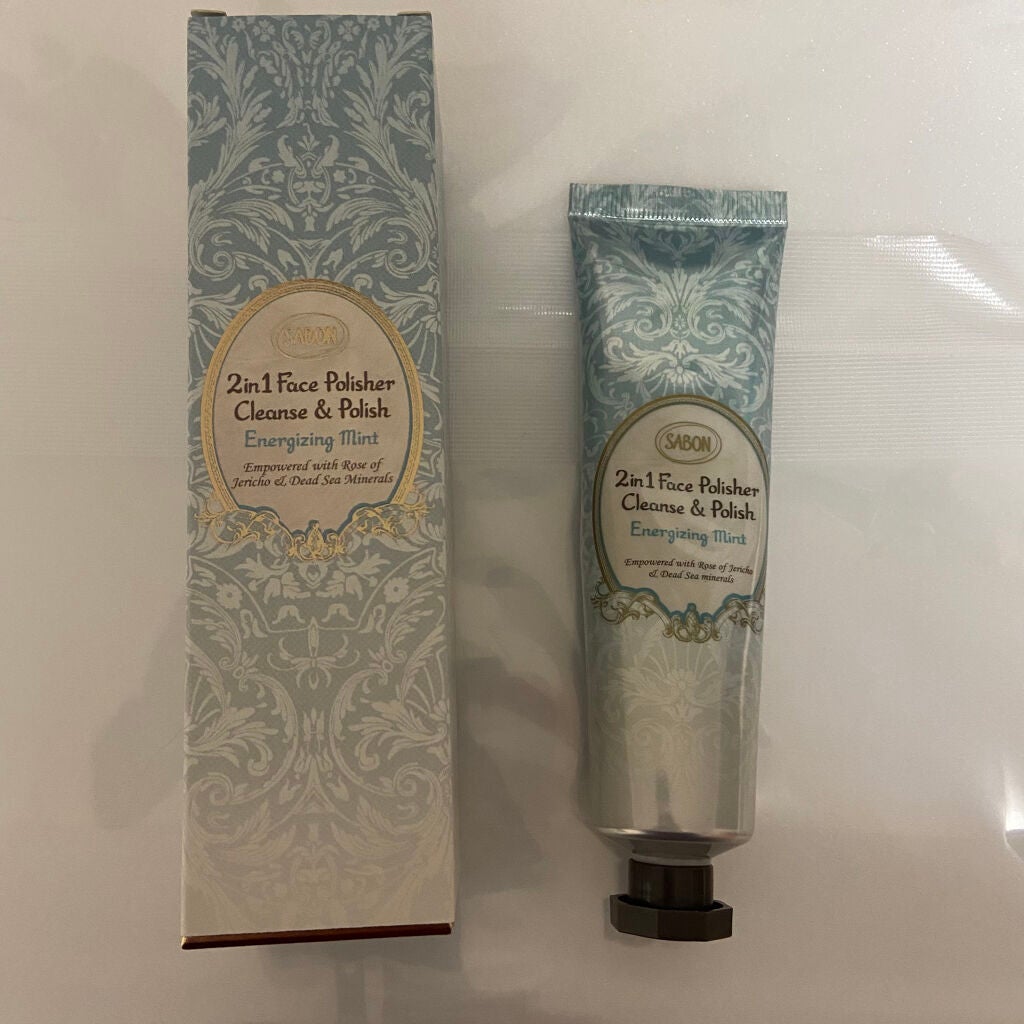 SABON
2in1 Face Polisher
Cleanse & Polish
Energizing Mint
Empowered with Rose of
Jericho & Dead Sea Minerals
SABON
2in1 Face Polisher
Cleanse & Polish
Energizing Mint
Empowered with Rose of Jericho
& Dead Sea minerals